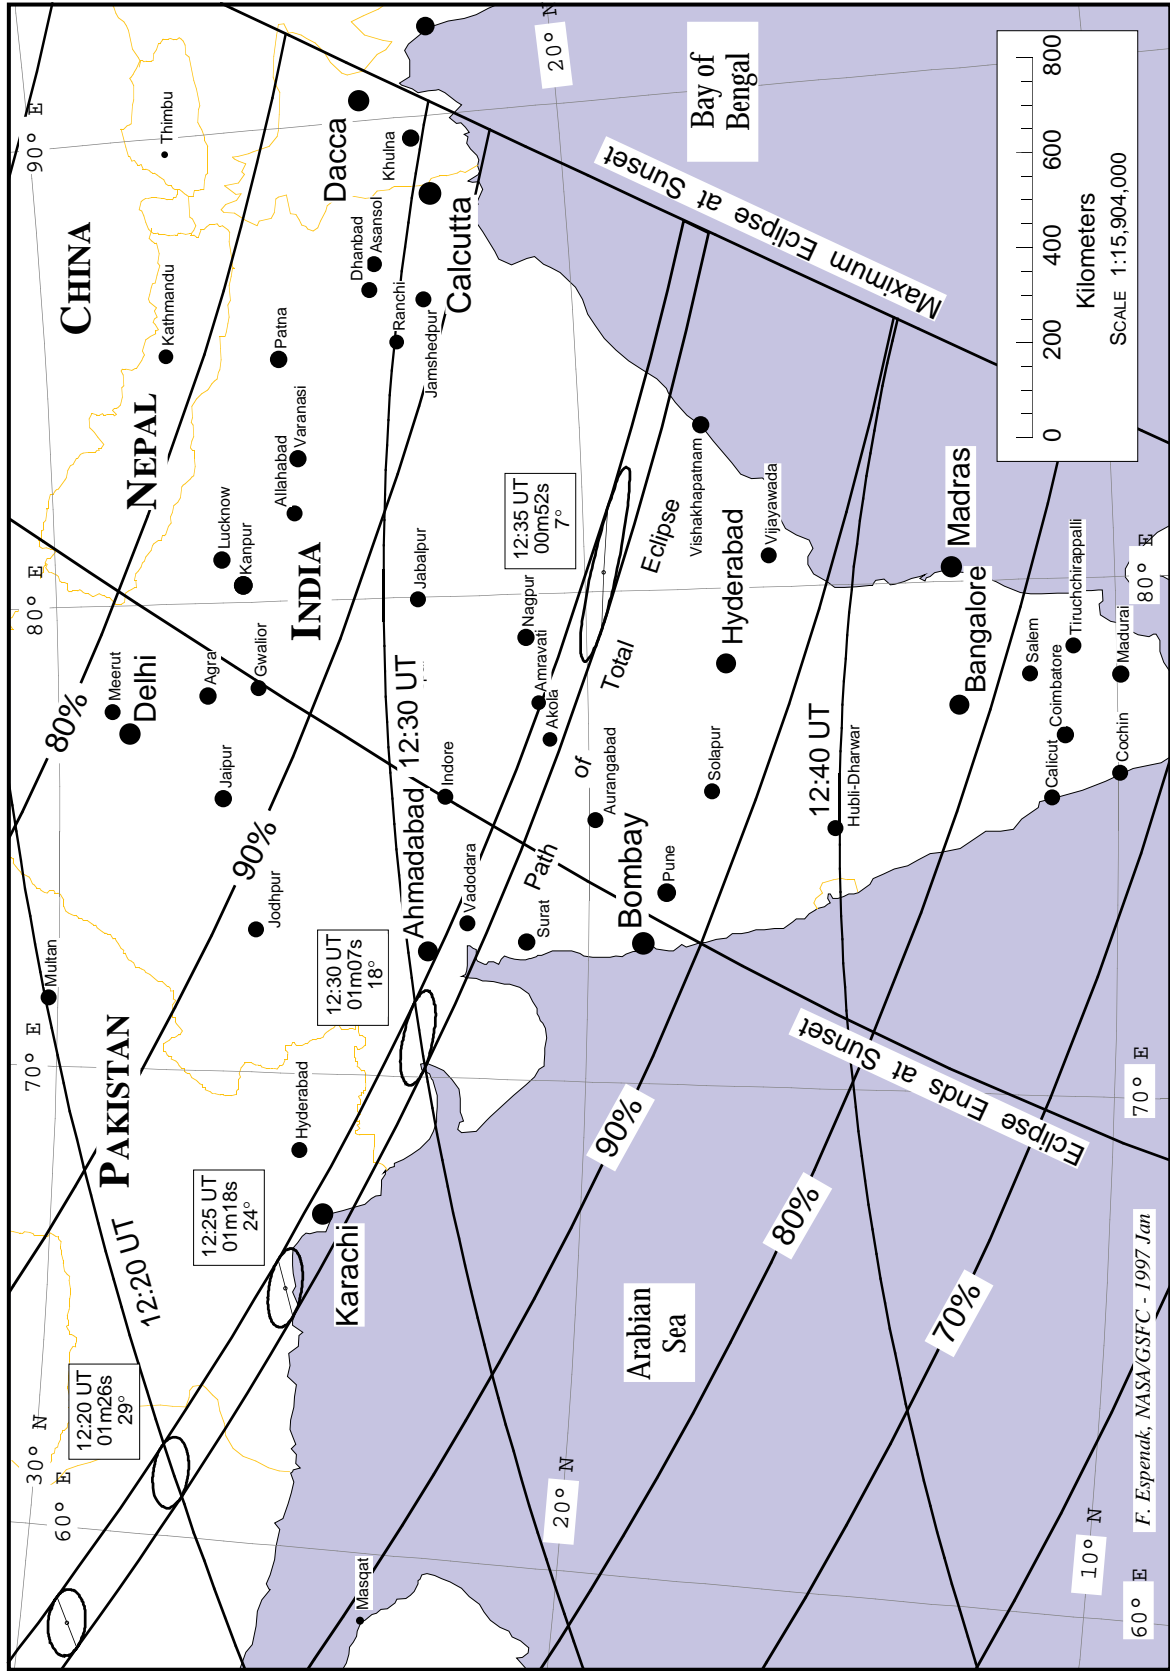 30° N
60° E
70° E
80° E
90° E
12:20 UT
01m26s
29°
12:20 UT
PAKISTAN
Multan
80%
Meerut
Delhi
NEPAL
CHINA
Kathmandu
Thimbu
12:25 UT
01m18s
24°
Hyderabad
Karachi
Jodhpur
90%
Jaipur
Agra
Gwalior
Kanpur
Lucknow
INDIA
Allahabad
Varanasi
Patna
Dhanbad
Asansol
Dacca
Khulna
12:30 UT
01m07s
18°
Ahmadabad
12:30 UT
Indore
Jabalpur
Ranchi
Jamshedpur
Calcutta
Masqat
Vadodara
Surat
Path
of
Total
Eclipse
Akola
Amravati
Nagpur
12:35 UT
00m52s
7°
20° N
20° N
Arabian
Sea
90%
Bombay
Pune
Aurangabad
Solapur
Hyderabad
Vishakhapatnam
Vijayawada
Maximum Eclipse at Sunset
Bay of
Bengal
80%
Eclipse Ends at Sunset
12:40 UT
Hubli-Dharwar
Bangalore
Madras
70%
Calicut
Coimbatore
Salem
Tiruchchirappalli
Cochin
Madurai
10° N
60° E
70° E
80° E
0 200 400 600 800
Kilometers
SCALE 1:15,904,000
F. Espenak, NASA/GSFC - 1997 Jan